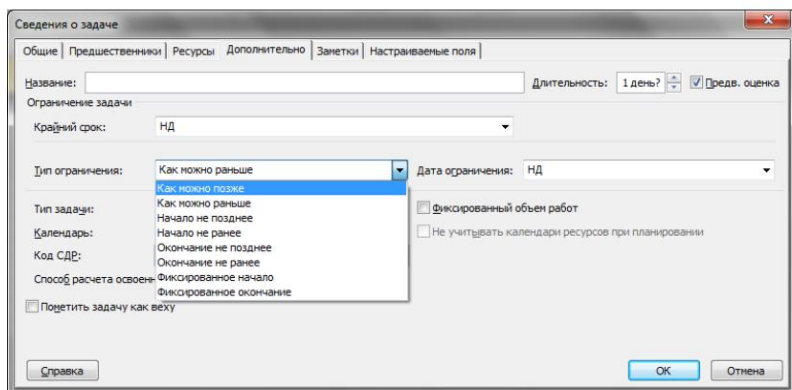 Сведения о задаче
Общие Предшественники Ресурсы Дополнительно Заметки Настраиваемые поля
Название: Длительность: 1 день? Предв. оценка
Ограничение задачи
Крайний срок: НД
Тип ограничения: Как можно раньше Дата ограничения: НД
Как можно позже
Тип задачи: Как можно раньше Фиксированный объем работ
Начало не позднее
Календарь: Начало не ранее Не учитывать календари ресурсов при планировании
Код СДР: Окончание не позднее
Окончание не ранее
Способ расчета освоен Фиксированное начало
Фиксированное окончание
Пометить задачу как веху
Справка ОК Отмена